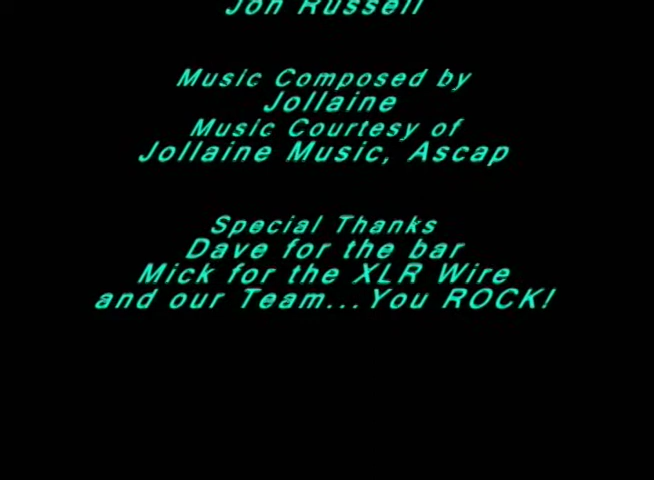 Jon Russell
Music Composed by
Jollaine
Music Courtesy of
Jollaine Music, Ascap
Special Thanks
Dave for the bar
Mick for the XLR Wire
and our Team...You ROCK!